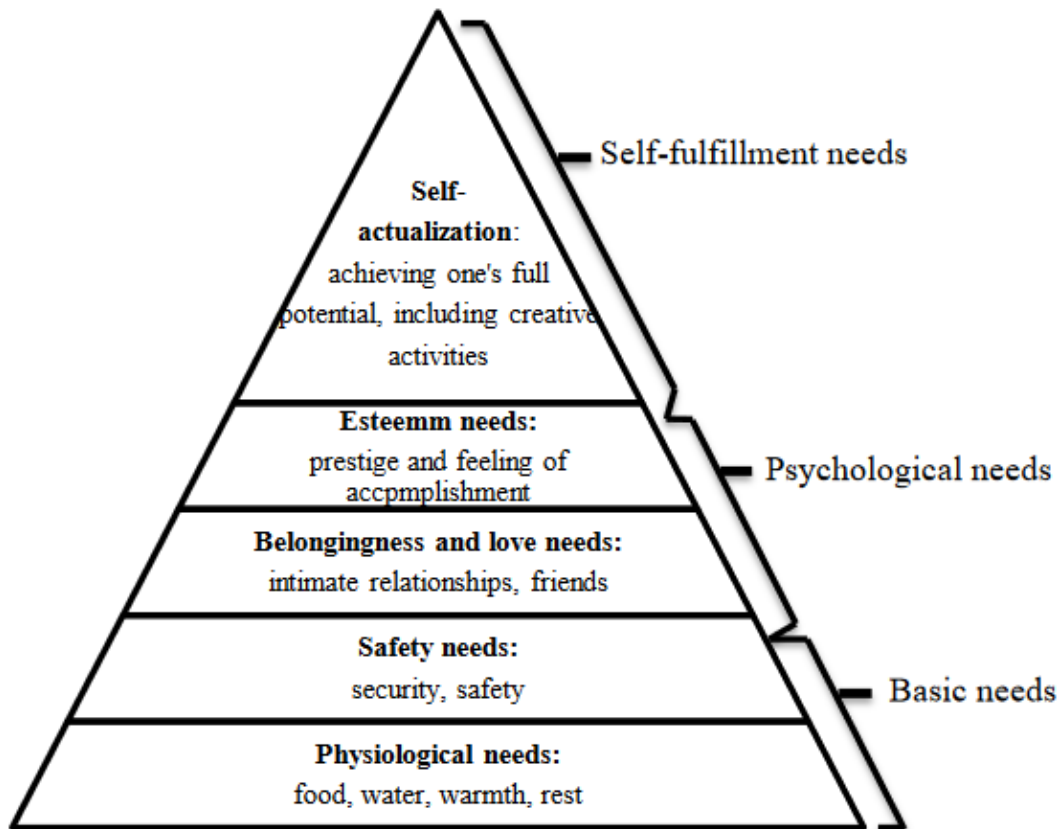 Self-fulfillment needs
Self-
actualization:
achieving one's full
potential, including creative
activities
Esteemm needs:
prestige and feeling of
accpmplishment
Psychological needs
Belongingness and love needs:
intimate relationships, friends
Safety needs:
security, safety
Basic needs
Physiological needs:
food, water, warmth, rest